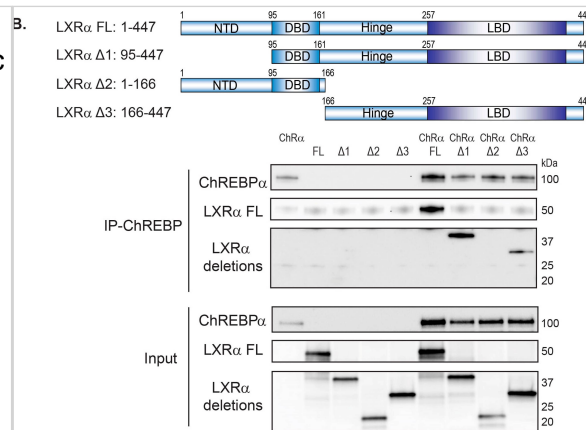 B.
C
LXRα FL: 1-447
1 95 161 257 44
NTD DBD Hinge LBD
LXRα Δ1: 95-447
95 161 257 44
DBD Hinge LBD
LXRα Δ2: 1-166
1 95 166
NTD DBD
LXRα Δ3: 166-447
166 257 44
Hinge LBD
ChRα ChRα ChRα ChRα ChRα
FL Δ1 Δ2 Δ3 FL Δ1 Δ2 Δ3
kDa
IP-ChREBP
ChREBPα 100
LXRα FL 50
LXRα deletions
37
25
20
Input
ChREBPα 100
LXRα FL 50
LXRα deletions
37
25
20